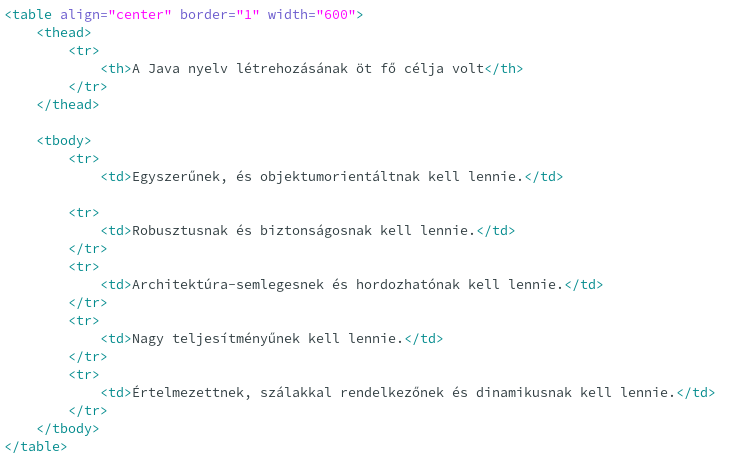 <table align="center" border="1" width="600">
    <thead>
        <tr>
            <th>A Java nyelv létrehozásának öt fő célja volt</th>
        </tr>
    </thead>

    <tbody>
        <tr>
            <td>Egyszerűnek, és objektumorientáltnak kell lennie.</td>

        <tr>
            <td>Robusztusnak és biztonságosnak kell lennie.</td>
        </tr>
        <tr>
            <td>Architektúra-semlegesnek és hordozhatónak kell lennie.</td>
        </tr>
        <tr>
            <td>Nagy teljesítményűnek kell lennie.</td>
        </tr>
        <tr>
            <td>Értelmezettnek, szálakkal rendelkezőnek és dinamikusnak kell lennie.</td>
        </tr>
    </tbody>
</table>